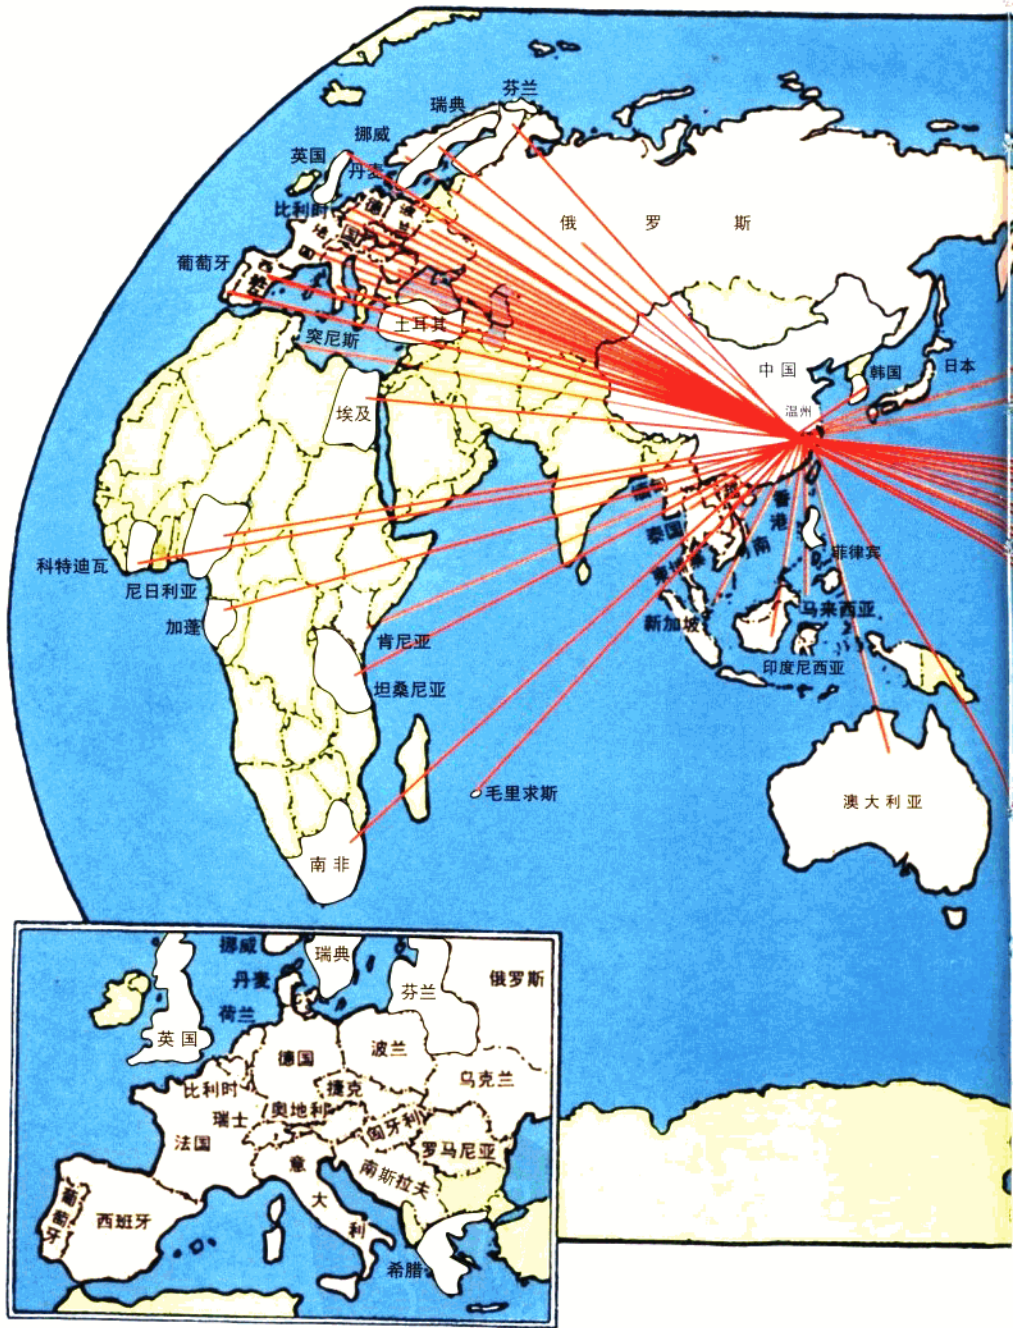 芬兰
瑞典
挪威
英国
丹麦
比利时
德
波
法
国
国
葡萄牙
西
俄 罗 斯
土耳其
突尼斯
埃及
中国
韩国
日本
温州
科特迪瓦
尼日利亚
加蓬
肯尼亚
坦桑尼亚
毛里求斯
南非
泰国
香港
南
菲律宾
新加坡
马来西亚
印度尼西亚
澳大利亚
挪威
瑞典
俄罗斯
丹麦
芬兰
荷兰
英国
德国
波兰
乌克兰
比利时
捷克
奥地利
瑞士
匈牙利
法国
罗马尼亚
意大利
南斯拉夫
葡萄牙
西班牙
希腊